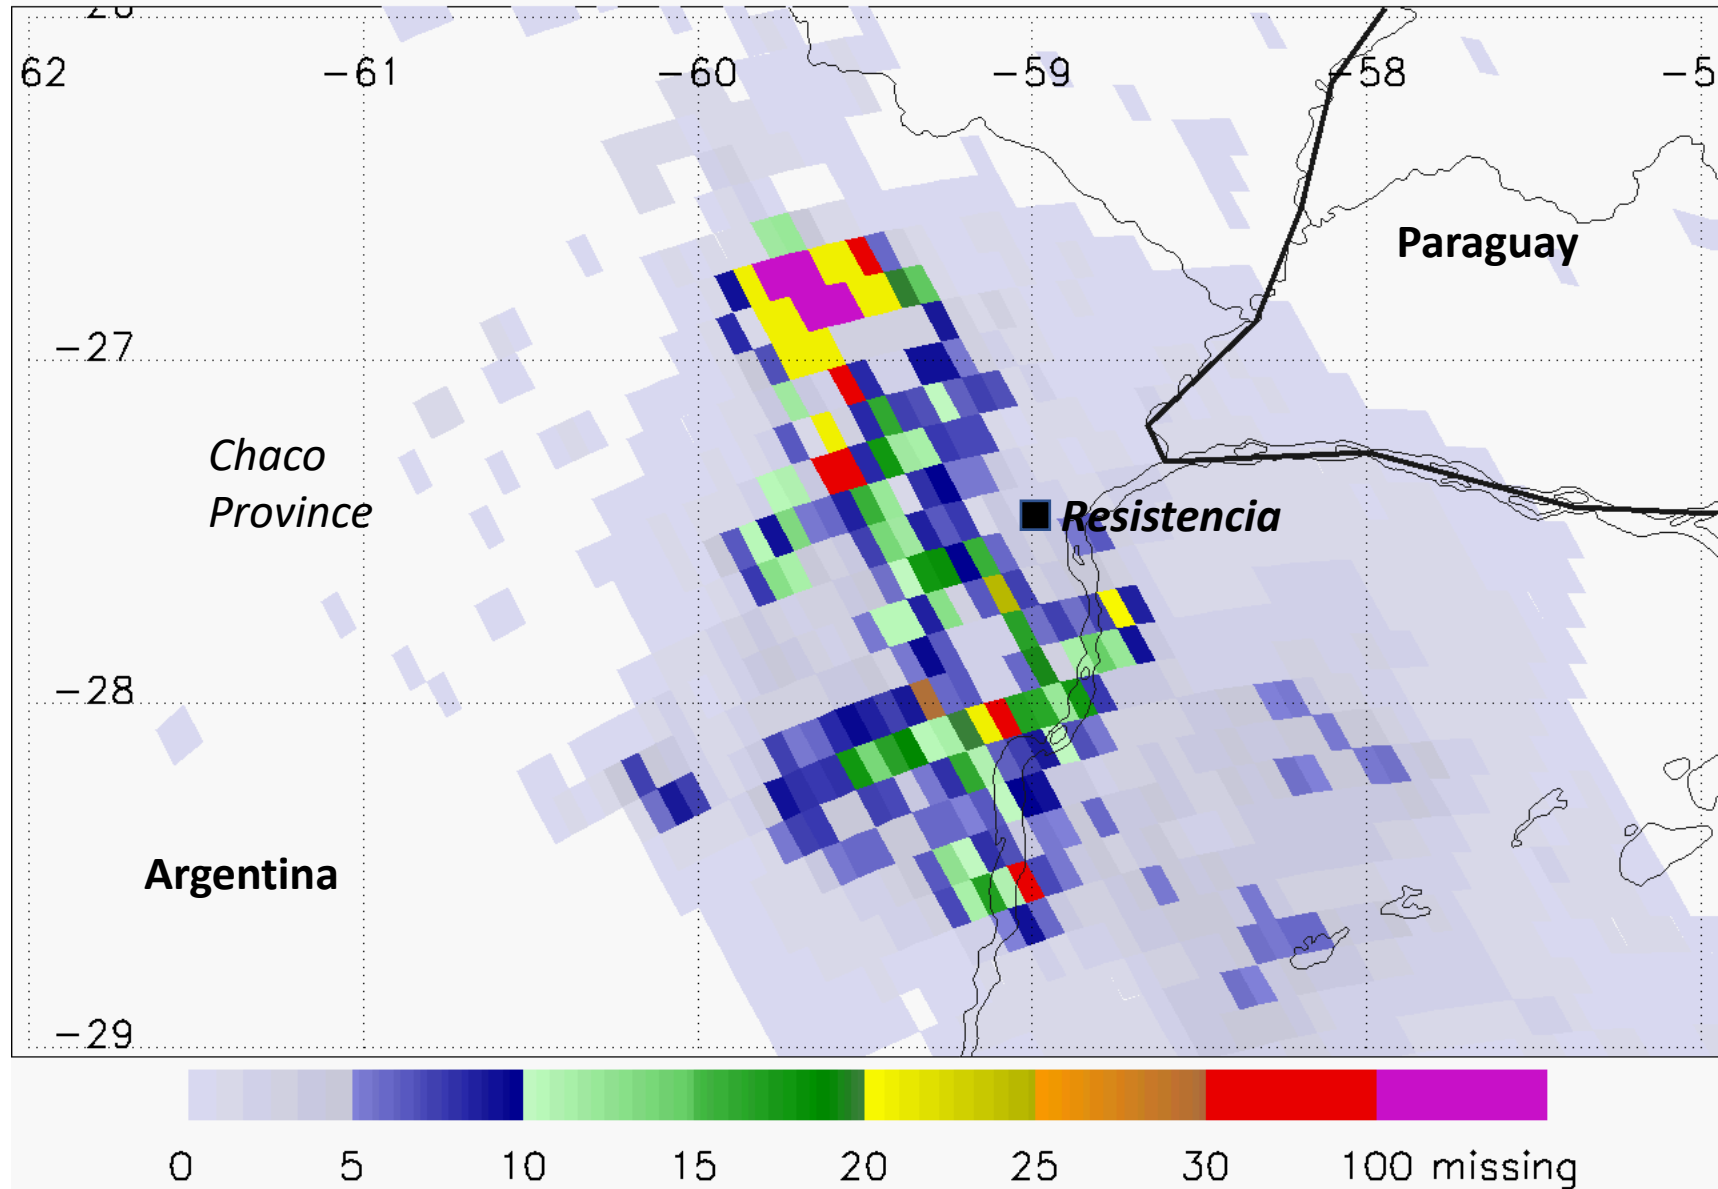 62 -61 -60 -59 -58 -5
Paraguay
-27
Chaco
Province
Resistencia
-28
Argentina
-29
0 5 10 15 20 25 30 100 missing